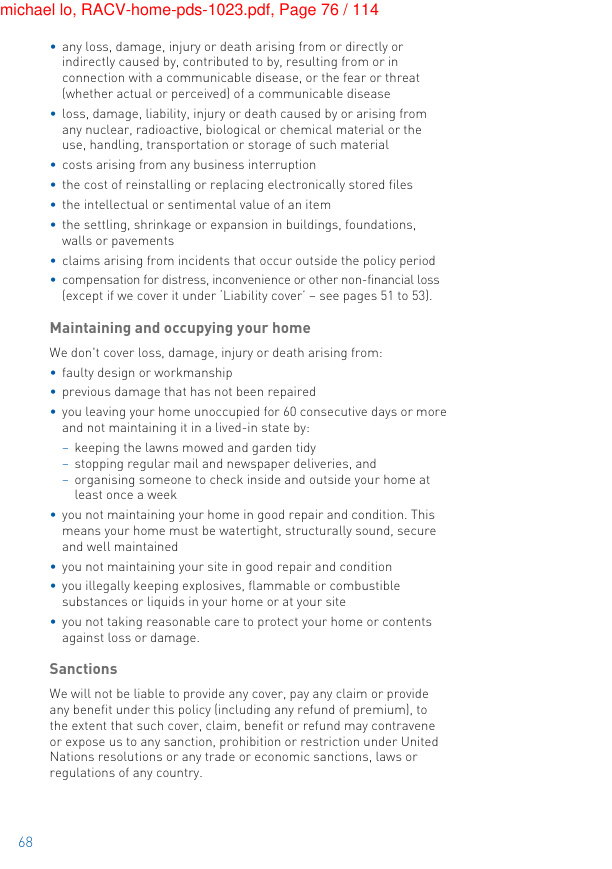 michael lo, RACV-home-pds-1023.pdf, Page 76 / 114
• any loss, damage, injury or death arising from or directly or
indirectly caused by, contributed to by, resulting from or in
connection with a communicable disease, or the fear or threat
(whether actual or perceived) of a communicable disease
• loss, damage, liability, injury or death caused by or arising from
any nuclear, radioactive, biological or chemical material or the
use, handling, transportation or storage of such material
• costs arising from any business interruption
• the cost of reinstalling or replacing electronically stored files
• the intellectual or sentimental value of an item
• the settling, shrinkage or expansion in buildings, foundations,
walls or pavements
• claims arising from incidents that occur outside the policy period
• compensation for distress, inconvenience or other non-financial loss
(except if we cover it under ‘Liability cover’ – see pages 51 to 53).
Maintaining and occupying your home
We don't cover loss, damage, injury or death arising from:
• faulty design or workmanship
• previous damage that has not been repaired
• you leaving your home unoccupied for 60 consecutive days or more
and not maintaining it in a lived-in state by:
– keeping the lawns mowed and garden tidy
– stopping regular mail and newspaper deliveries, and
– organising someone to check inside and outside your home at
least once a week
• you not maintaining your home in good repair and condition. This
means your home must be watertight, structurally sound, secure
and well maintained
• you not maintaining your site in good repair and condition
• you illegally keeping explosives, flammable or combustible
substances or liquids in your home or at your site
• you not taking reasonable care to protect your home or contents
against loss or damage.
Sanctions
We will not be liable to provide any cover, pay any claim or provide
any benefit under this policy (including any refund of premium), to
the extent that such cover, claim, benefit or refund may contravene
or expose us to any sanction, prohibition or restriction under United
Nations resolutions or any trade or economic sanctions, laws or
regulations of any country.
68